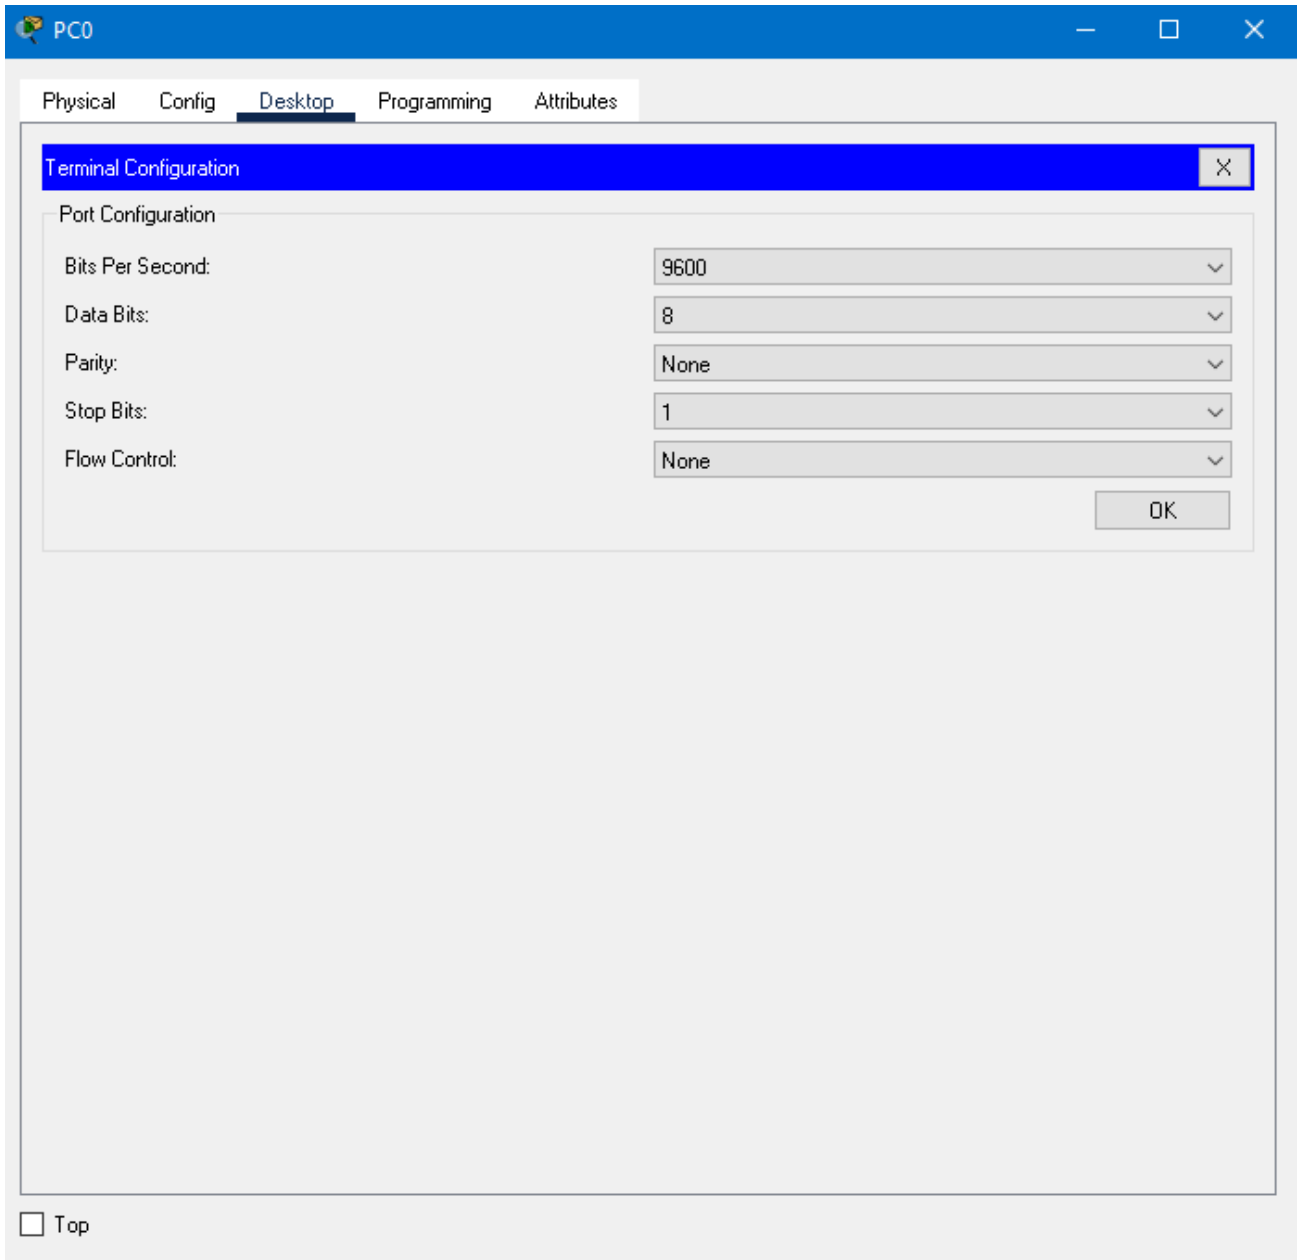 PC0
Physical Config Desktop Programming Attributes
Terminal Configuration X
Port Configuration
Bits Per Second: 9600
Data Bits: 8
Parity: None
Stop Bits: 1
Flow Control: None
OK
Top